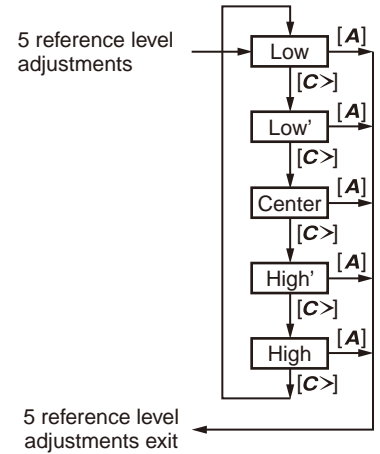 5 reference level
adjustments
Low
[A]
[C>]
Low'
[A]
[C>]
Center
[A]
[C>]
High'
[A]
[C>]
High
[A]
[C>]
5 reference level
adjustments exit